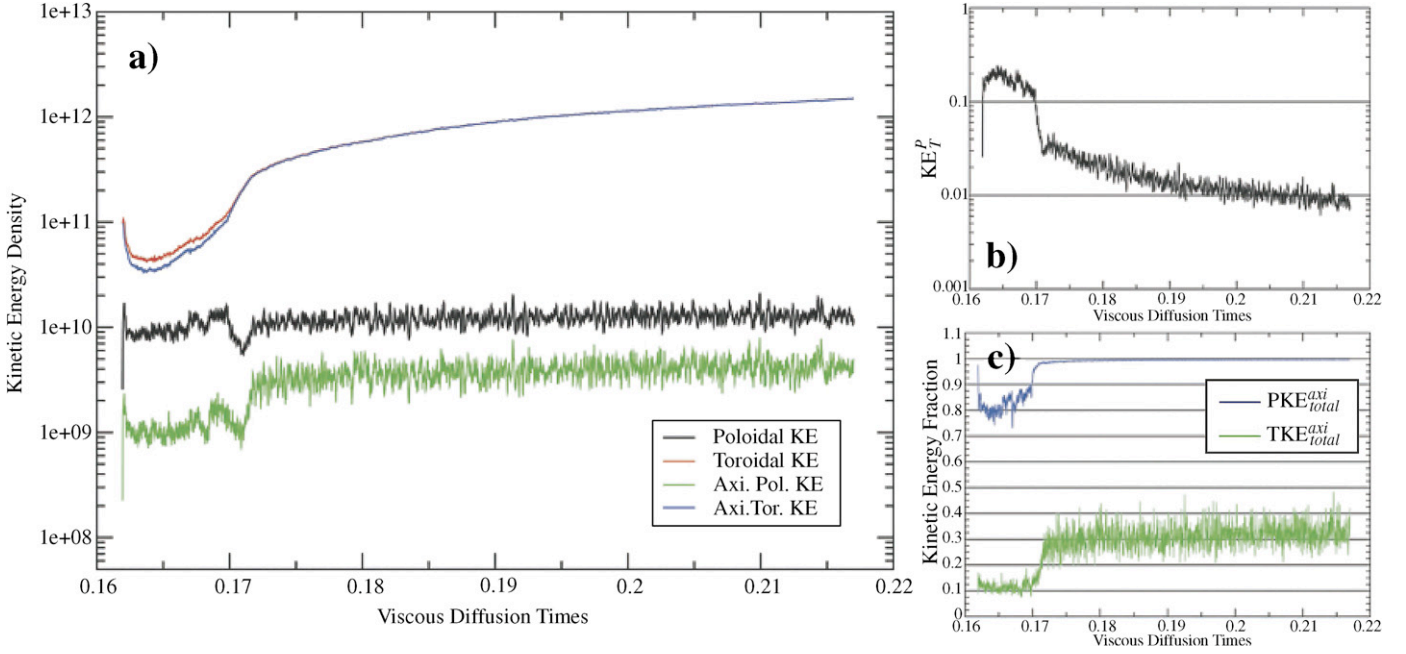 a)
Kinetic Energy Density
1e+13
1e+12
1e+11
1e+10
1e+09
1e+08
0.16 0.17 0.18 0.19 0.2 0.21 0.22
Viscous Diffusion Times
Poloidal KE
Toroidal KE
Axi. Pol. KE
Axi.Tor. KE
b)
KE^P_T
1
0.1
0.01
0.001
0.16 0.17 0.18 0.19 0.2 0.21 0.22
Viscous Diffusion Times
c)
Kinetic Energy Fraction
1.1
1
0.9
0.8
0.7
0.6
0.5
0.4
0.3
0.2
0.1
0
0.16 0.17 0.18 0.19 0.2 0.21 0.22
Viscous Diffusion Times
PKE^axi_total
TKE^axi_total